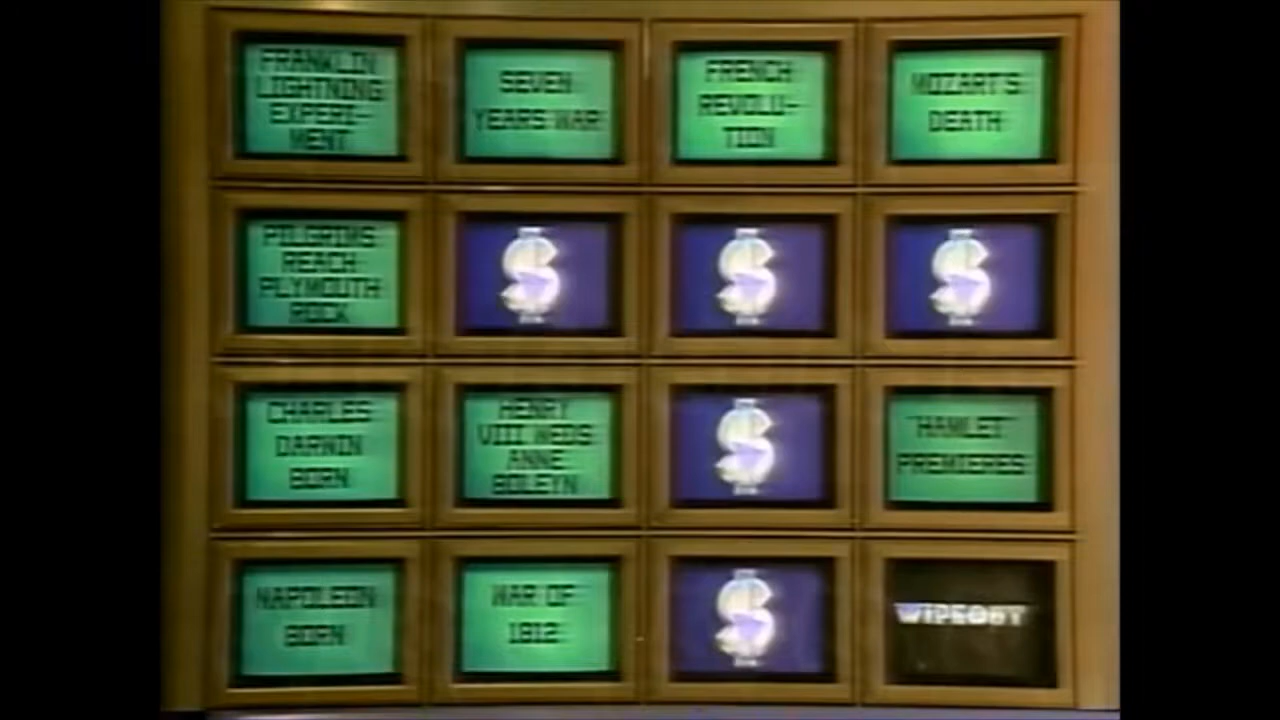 FRANKLIN
LIGHTNING
EXPERI-
MENT
SEVEN
YEARS WAR
FRENCH
REVOLU-
TION
MOZART'S
DEATH
PILGRIMS
REACH
PLYMOUTH
ROCK
$
$
$
CHARLES
DARWIN
BORN
HENRY
VIII WEDS
ANNE
BOLEYN
$
"HAMLET"
PREMIERES
NAPOLEON
BORN
WAR OF
1812
$
WIPEOUT